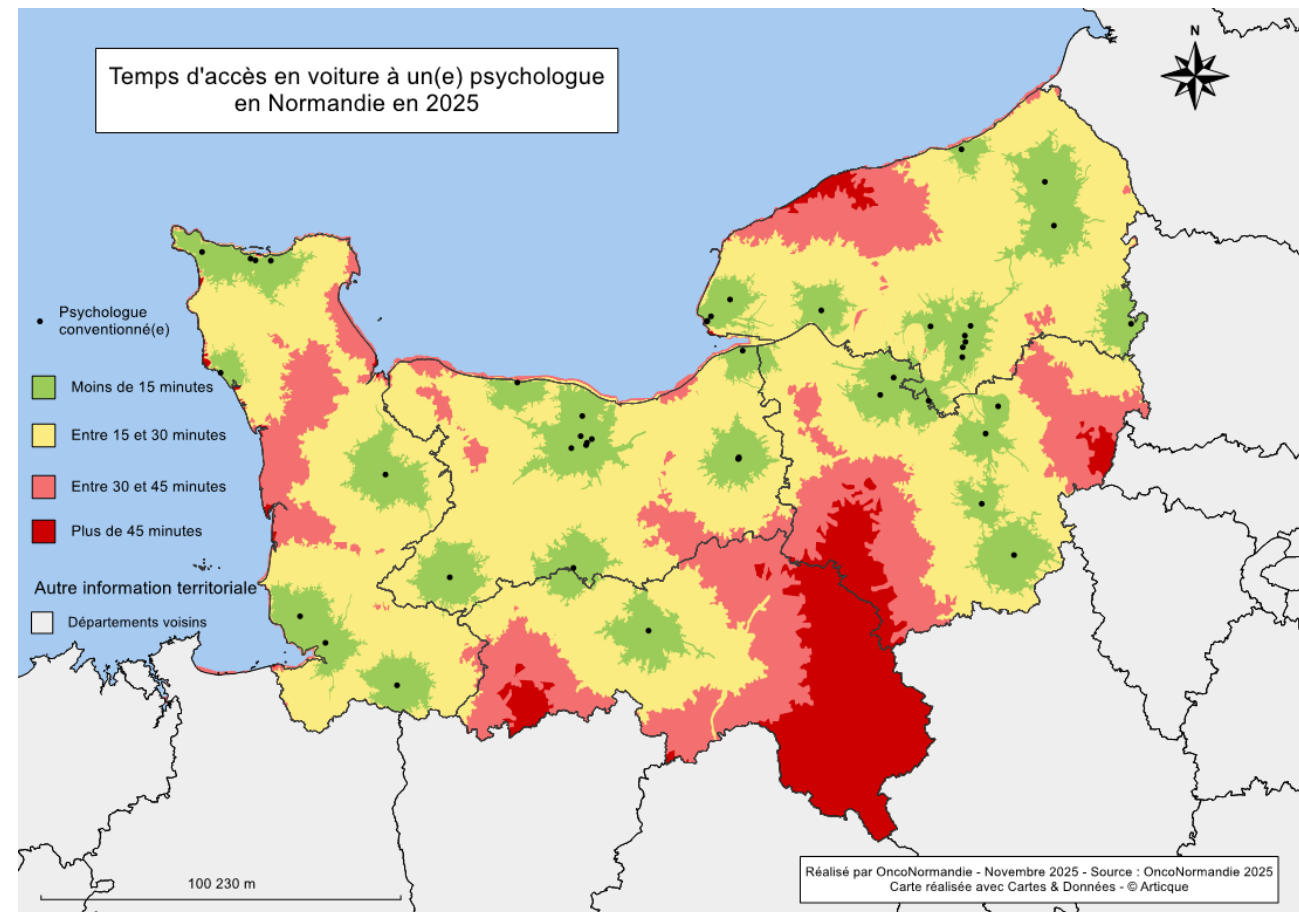 Temps d'accès en voiture à un(e) psychologue
en Normandie en 2025
N
Psychologue
conventionné(e)
Moins de 15 minutes
Entre 15 et 30 minutes
Entre 30 et 45 minutes
Plus de 45 minutes
Autre information territoriale
Départements voisins
100 230 m
Réalisé par OncoNormandie - Novembre 2025 - Source : OncoNormandie 2025
Carte réalisée avec Cartes & Données - © Articque